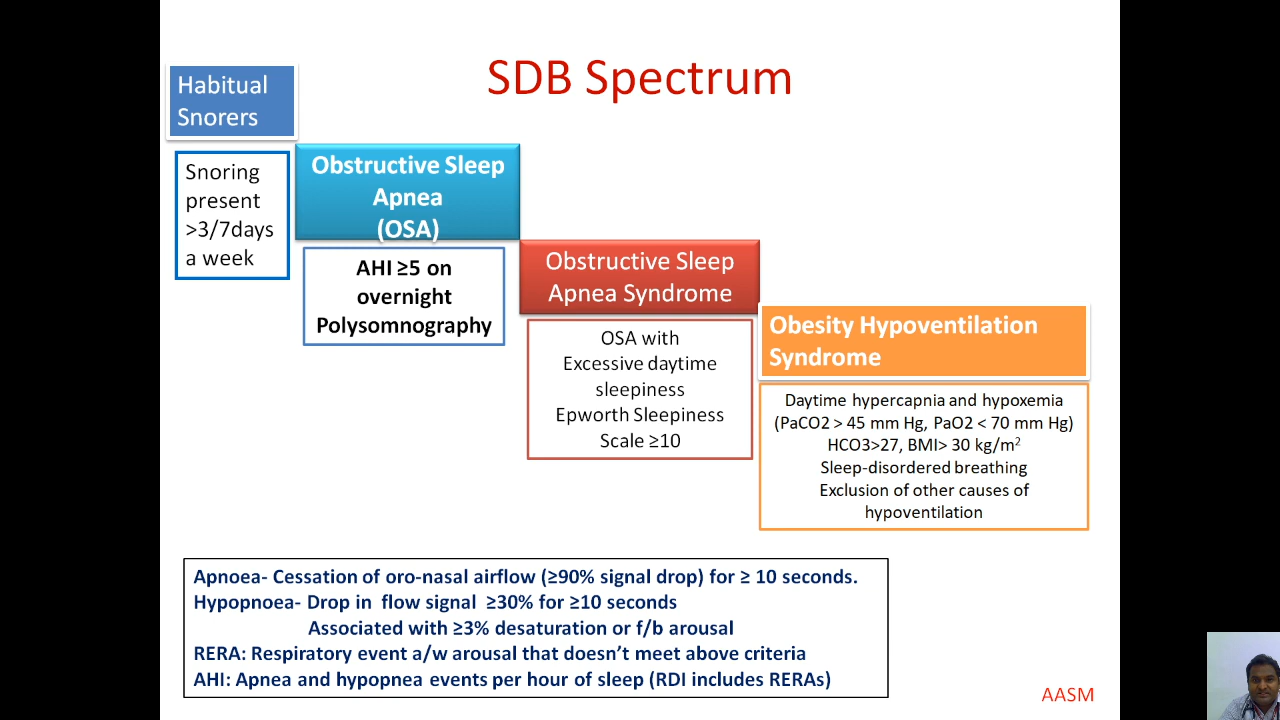 SDB Spectrum
Habitual
Snorers
Snoring
present
>3/7days
a week
Obstructive Sleep
Apnea
(OSA)
AHI ≥5 on
overnight
Polysomnography
Obstructive Sleep
Apnea Syndrome
OSA with
Excessive daytime
sleepiness
Epworth Sleepiness
Scale ≥10
Obesity Hypoventilation
Syndrome
Daytime hypercapnia and hypoxemia
(PaCO2 > 45 mm Hg, PaO2 < 70 mm Hg)
HCO3>27, BMI> 30 kg/m²
Sleep-disordered breathing
Exclusion of other causes of
hypoventilation
Apnoea- Cessation of oro-nasal airflow (≥90% signal drop) for ≥ 10 seconds.
Hypopnoea- Drop in flow signal ≥30% for ≥10 seconds
Associated with ≥3% desaturation or f/b arousal
RERA: Respiratory event a/w arousal that doesn't meet above criteria
AHI: Apnea and hypopnea events per hour of sleep (RDI includes RERAs)
AASM